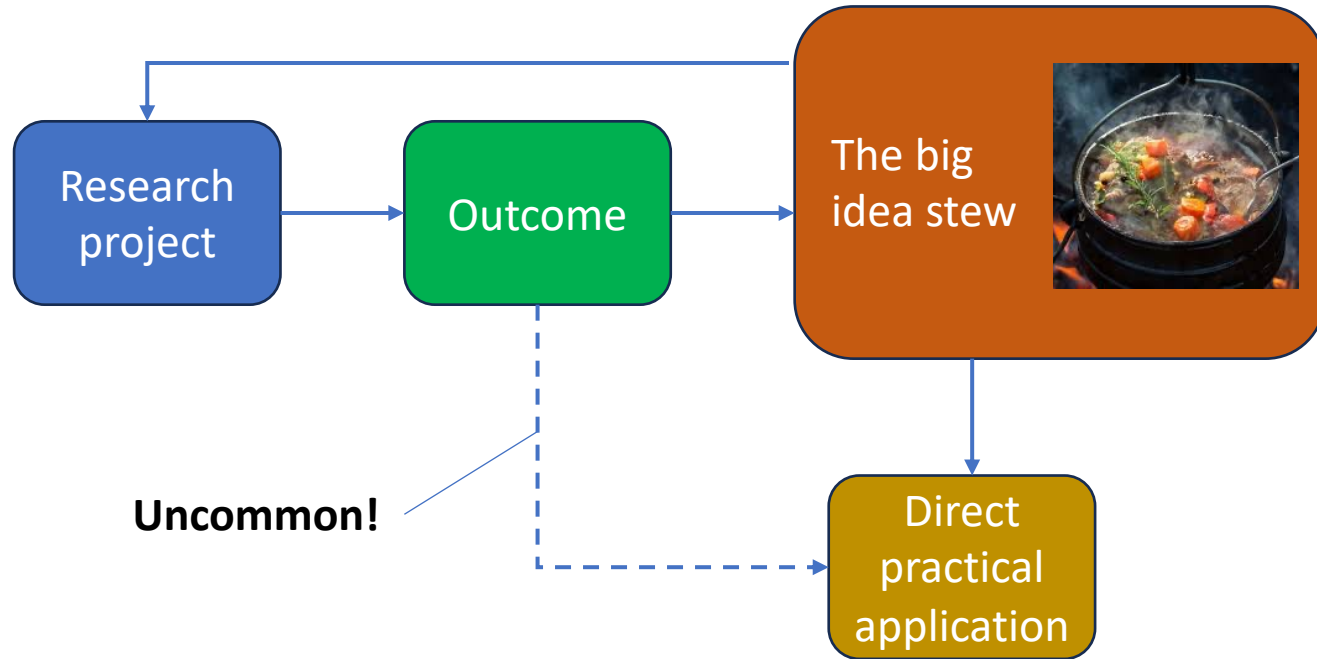 Research
project
Outcome
The big
idea stew
Uncommon!
Direct
practical
application